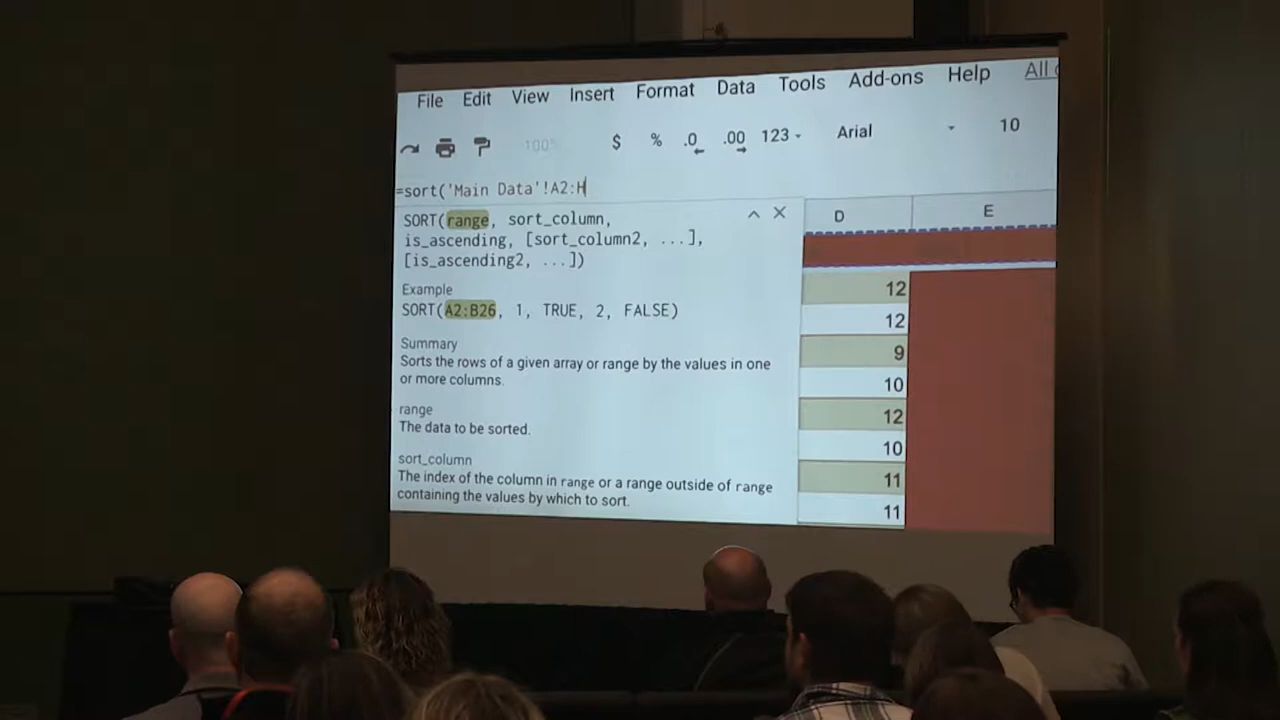 File Edit View Insert Format Data Tools Add-ons Help All
100% $ % .0 .00 123 Arial 10
=sort('Main Data'!A2:H
SORT(range, sort_column,
is_ascending, [sort_column2, ...],
[is_ascending2, ...])
Example
SORT(A2:B26, 1, TRUE, 2, FALSE)
Summary
Sorts the rows of a given array or range by the values in one
or more columns.
range
The data to be sorted.
sort_column
The index of the column in range or a range outside of range
containing the values by which to sort.
D E
12
12
9
10
12
10
11
11